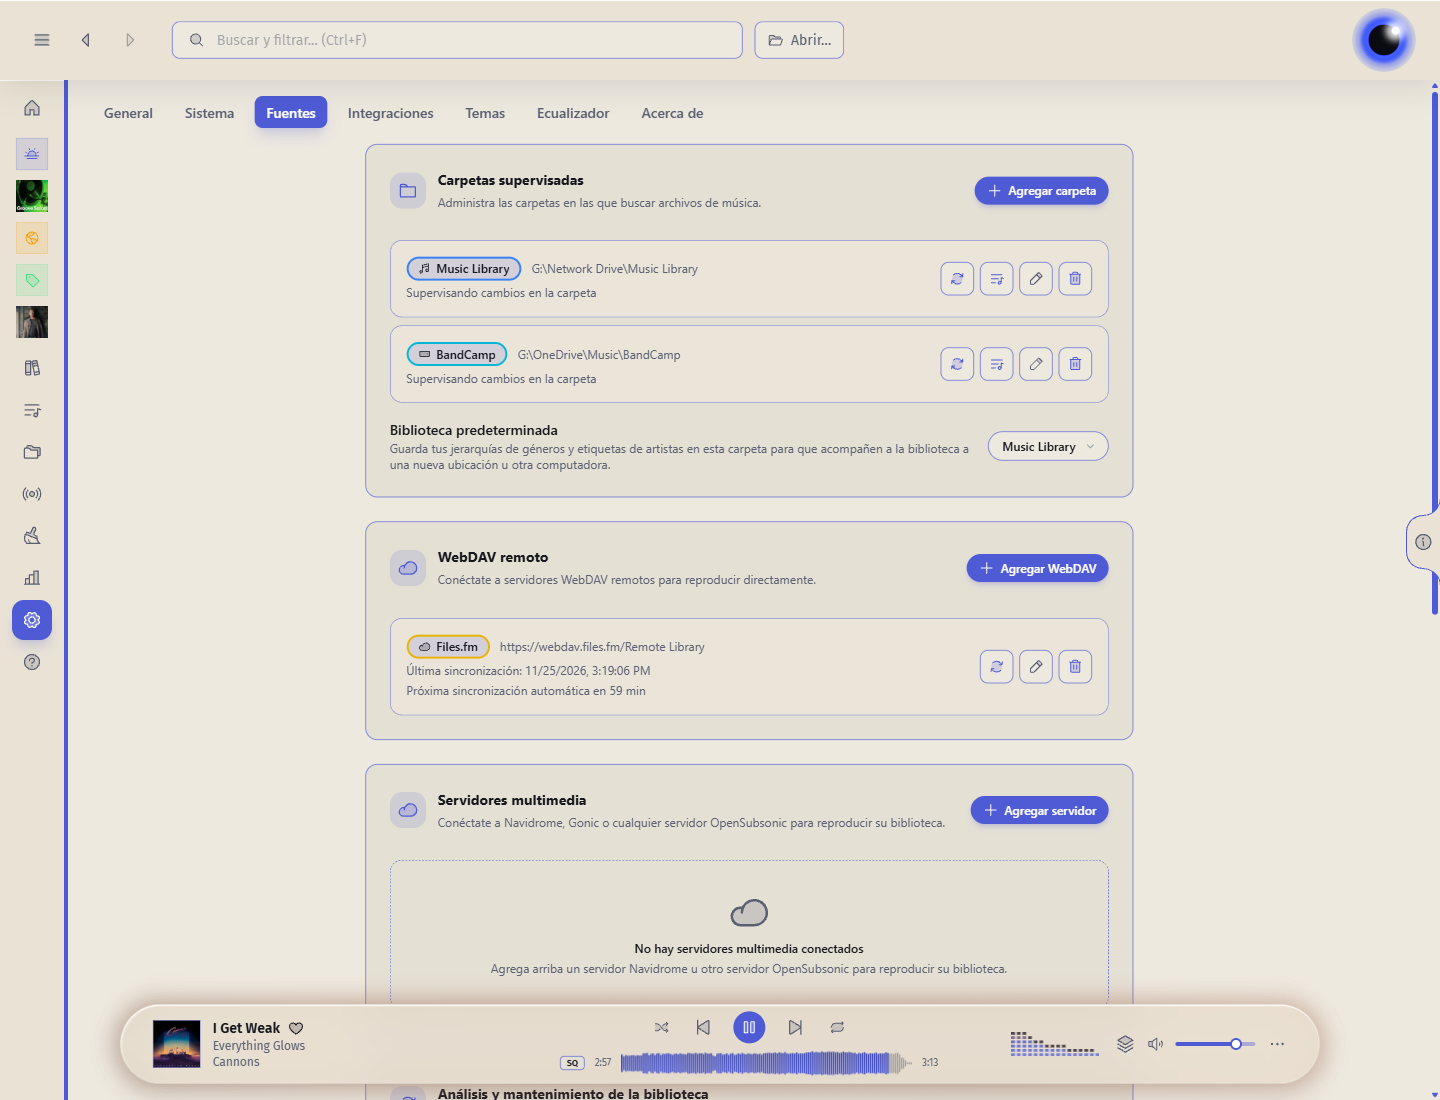 Buscar y filtrar... (Ctrl+F)
Abrir...
General
Sistema
Fuentes
Integraciones
Temas
Ecualizador
Acerca de
Carpetas supervisadas
Administra las carpetas en las que buscar archivos de música.
Agregar carpeta
Music Library
G:\Network Drive\Music Library
Supervisando cambios en la carpeta
BandCamp
G:\OneDrive\Music\BandCamp
Supervisando cambios en la carpeta
Biblioteca predeterminada
Guarda tus jerarquías de géneros y etiquetas de artistas en esta carpeta para que acompañen a la biblioteca a
una nueva ubicación u otra computadora.
Music Library
WebDAV remoto
Conéctate a servidores WebDAV remotos para reproducir directamente.
Agregar WebDAV
Files.fm
https://webdav.files.fm/Remote Library
Última sincronización: 11/25/2026, 3:19:06 PM
Próxima sincronización automática en 59 min
Servidores multimedia
Conéctate a Navidrome, Gonic o cualquier servidor OpenSubsonic para reproducir su biblioteca.
Agregar servidor
No hay servidores multimedia conectados
Agrega arriba un servidor Navidrome u otro servidor OpenSubsonic para reproducir su biblioteca.
I Get Weak
Everything Glows
Cannons
SQ
2:57
3:13
Análisis y mantenimiento de la biblioteca